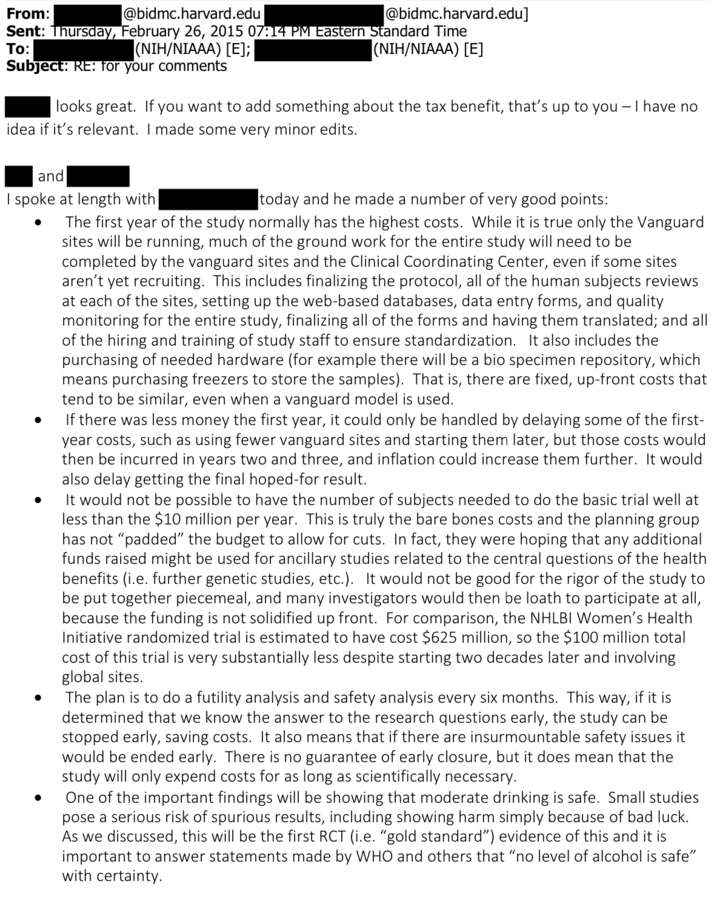 From: @bidmc.harvard.edu @bidmc.harvard.edu]
Sent: Thursday, February 26, 2015 07:14 PM Eastern Standard Time
To: (NIH/NIAAA) [E]; (NIH/NIAAA) [E]
Subject: RE: for your comments
looks great. If you want to add something about the tax benefit, that's up to you – I have no
idea if it's relevant. I made some very minor edits.
and
I spoke at length with today and he made a number of very good points:
• The first year of the study normally has the highest costs. While it is true only the Vanguard
sites will be running, much of the ground work for the entire study will need to be
completed by the vanguard sites and the Clinical Coordinating Center, even if some sites
aren't yet recruiting. This includes finalizing the protocol, all of the human subjects reviews
at each of the sites, setting up the web-based databases, data entry forms, and quality
monitoring for the entire study, finalizing all of the forms and having them translated; and all
of the hiring and training of study staff to ensure standardization. It also includes the
purchasing of needed hardware (for example there will be a bio specimen repository, which
means purchasing freezers to store the samples). That is, there are fixed, up-front costs that
tend to be similar, even when a vanguard model is used.
• If there was less money the first year, it could only be handled by delaying some of the first-
year costs, such as using fewer vanguard sites and starting them later, but those costs would
then be incurred in years two and three, and inflation could increase them further. It would
also delay getting the final hoped-for result.
• It would not be possible to have the number of subjects needed to do the basic trial well at
less than the $10 million per year. This is truly the bare bones costs and the planning group
has not “padded” the budget to allow for cuts. In fact, they were hoping that any additional
funds raised might be used for ancillary studies related to the central questions of the health
benefits (i.e. further genetic studies, etc.). It would not be good for the rigor of the study to
be put together piecemeal, and many investigators would then be loath to participate at all,
because the funding is not solidified up front. For comparison, the NHLBI Women's Health
Initiative randomized trial is estimated to have cost $625 million, so the $100 million total
cost of this trial is very substantially less despite starting two decades later and involving
global sites.
• The plan is to do a futility analysis and safety analysis every six months. This way, if it is
determined that we know the answer to the research questions early, the study can be
stopped early, saving costs. It also means that if there are insurmountable safety issues it
would be ended early. There is no guarantee of early closure, but it does mean that the
study will only expend costs for as long as scientifically necessary.
• One of the important findings will be showing that moderate drinking is safe. Small studies
pose a serious risk of spurious results, including showing harm simply because of bad luck.
As we discussed, this will be the first RCT (i.e. “gold standard”) evidence of this and it is
important to answer statements made by WHO and others that “no level of alcohol is safe”
with certainty.